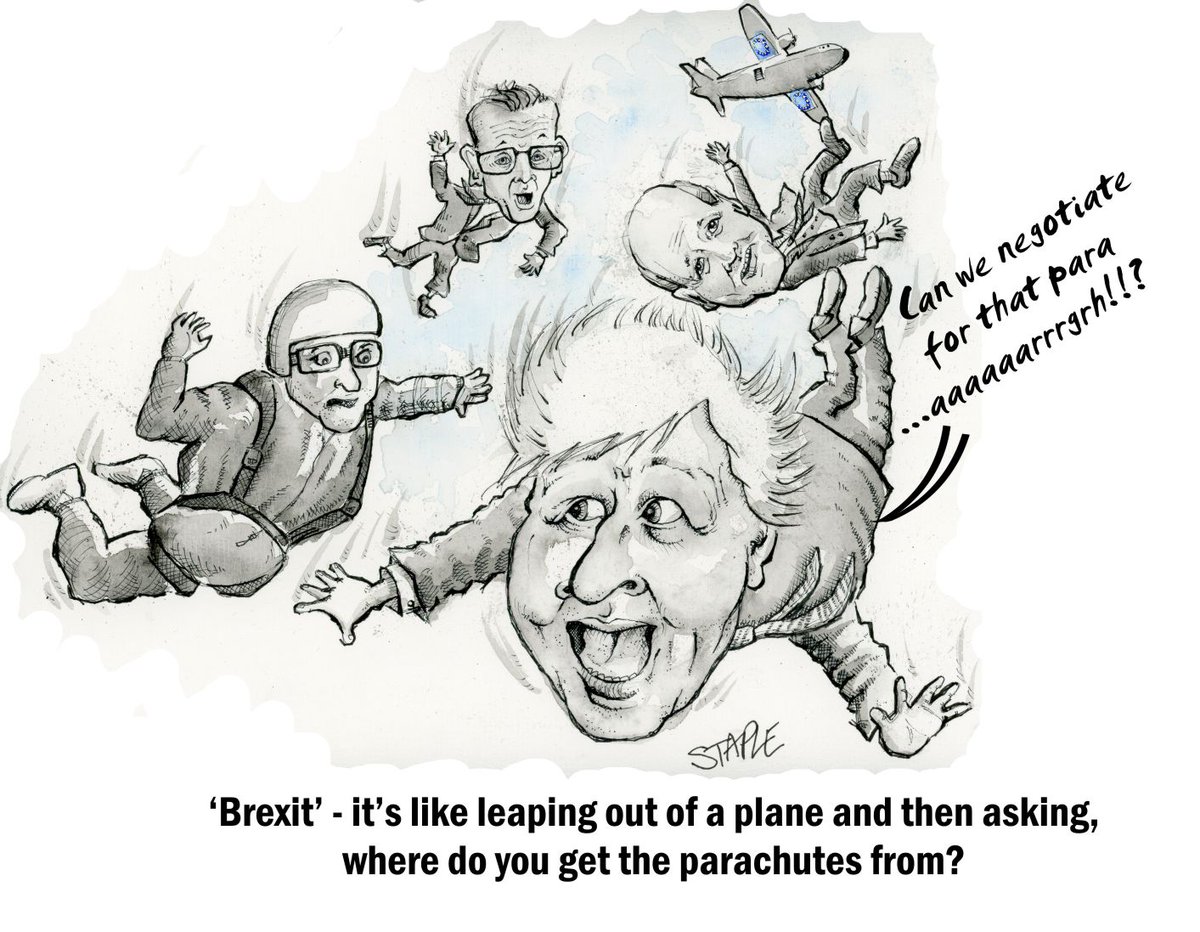 Can we negotiate
for that para
...aaaaaarrrgrh!!?
STAPLE
‘Brexit’ - it’s like leaping out of a plane and then asking,
where do you get the parachutes from?